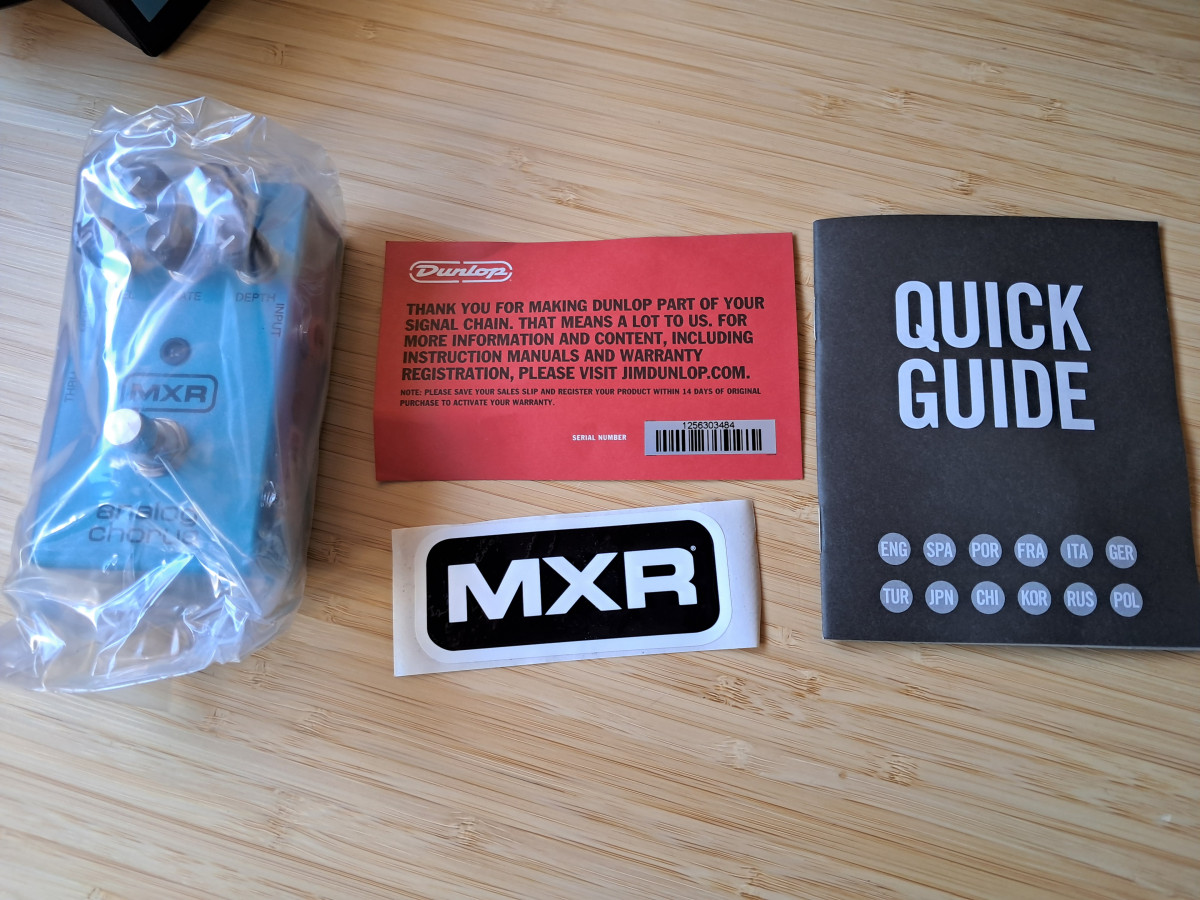 DEPTH
INPUT
MXR
analog
chorus
Dunlop
THANK YOU FOR MAKING DUNLOP PART OF YOUR
SIGNAL CHAIN. THAT MEANS A LOT TO US. FOR
MORE INFORMATION AND CONTENT, INCLUDING
INSTRUCTION MANUALS AND WARRANTY
REGISTRATION, PLEASE VISIT JIMDUNLOP.COM.
NOTE: PLEASE SAVE YOUR SALES SLIP AND REGISTER YOUR PRODUCT WITHIN 14 DAYS OF ORIGINAL
PURCHASE TO ACTIVATE YOUR WARRANTY.
SERIAL NUMBER
1256303484
MXR®
QUICK
GUIDE
ENG SPA POR FRA ITA GER
TUR JPN CHI KOR RUS POL